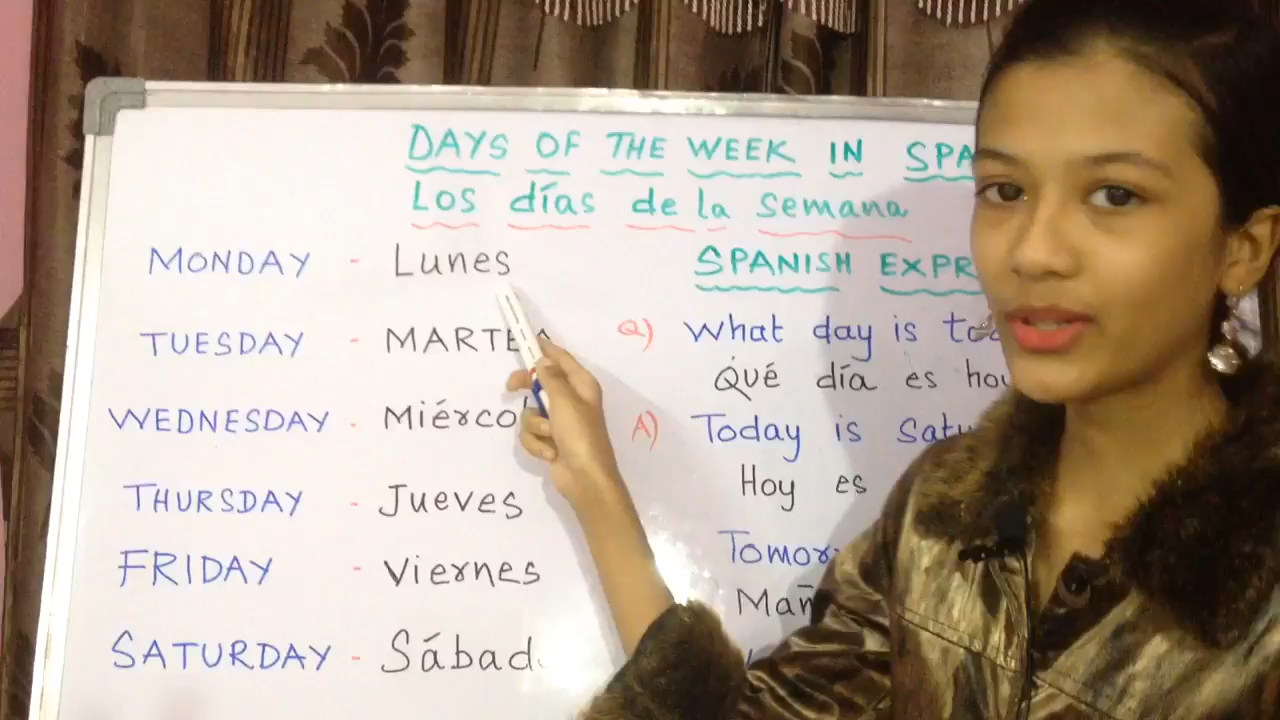 DAYS OF THE WEEK IN SPA
Los días de la semana
MONDAY - Lunes
TUESDAY - MARTE
WEDNESDAY - Miérco
THURSDAY - Jueves
FRIDAY - Viernes
SATURDAY - Sábad
SPANISH EXPR
Q) What day is to
Qué día es hoy
A) Today is Satu
Hoy es
Tomor
Mañ